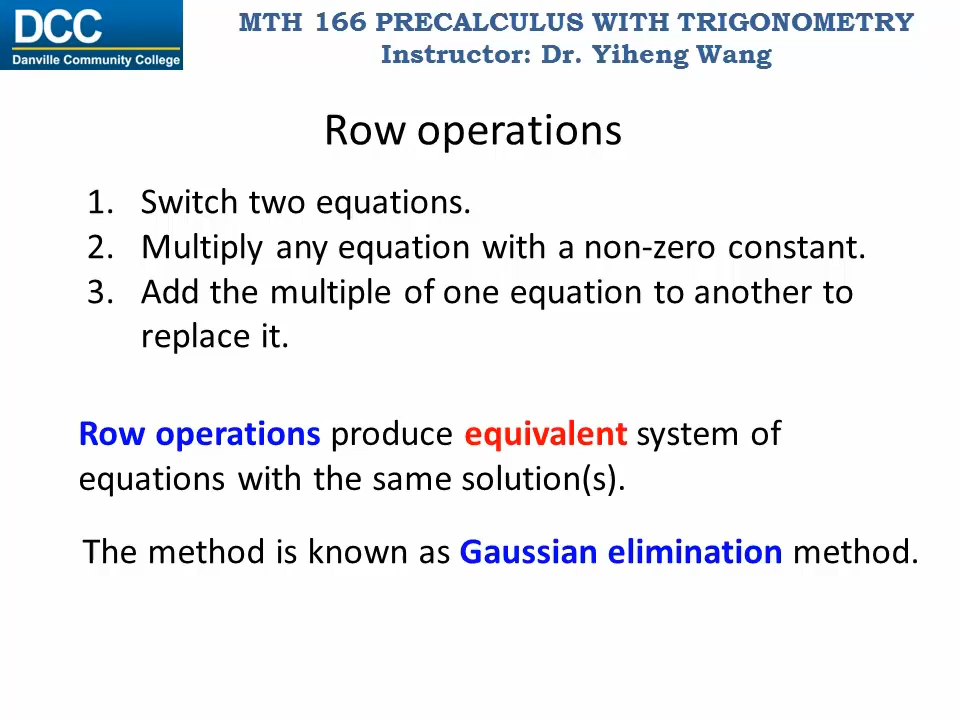 DCC
Danville Community College
MTH 166 PRECALCULUS WITH TRIGONOMETRY
Instructor: Dr. Yiheng Wang
Row operations
1. Switch two equations.
2. Multiply any equation with a non-zero constant.
3. Add the multiple of one equation to another to
replace it.
Row operations produce equivalent system of
equations with the same solution(s).
The method is known as Gaussian elimination method.